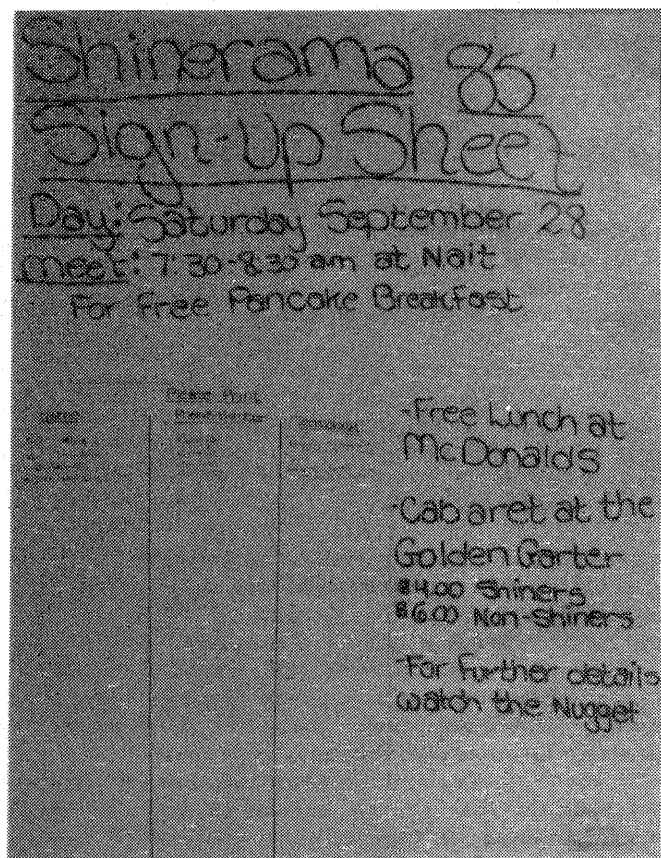 Shinerama 85'
Sign-Up Sheet
Day: Saturday September 28
Meet: 7:30-8:30 am at Nait
- For Free Pancake Breakfast
Please Print
-Free Lunch at
McDonalds
-Cabaret at the
Golden Garter
$4.00 Shiners
$6.00 Non-Shiners
-For further details
watch the Nugget